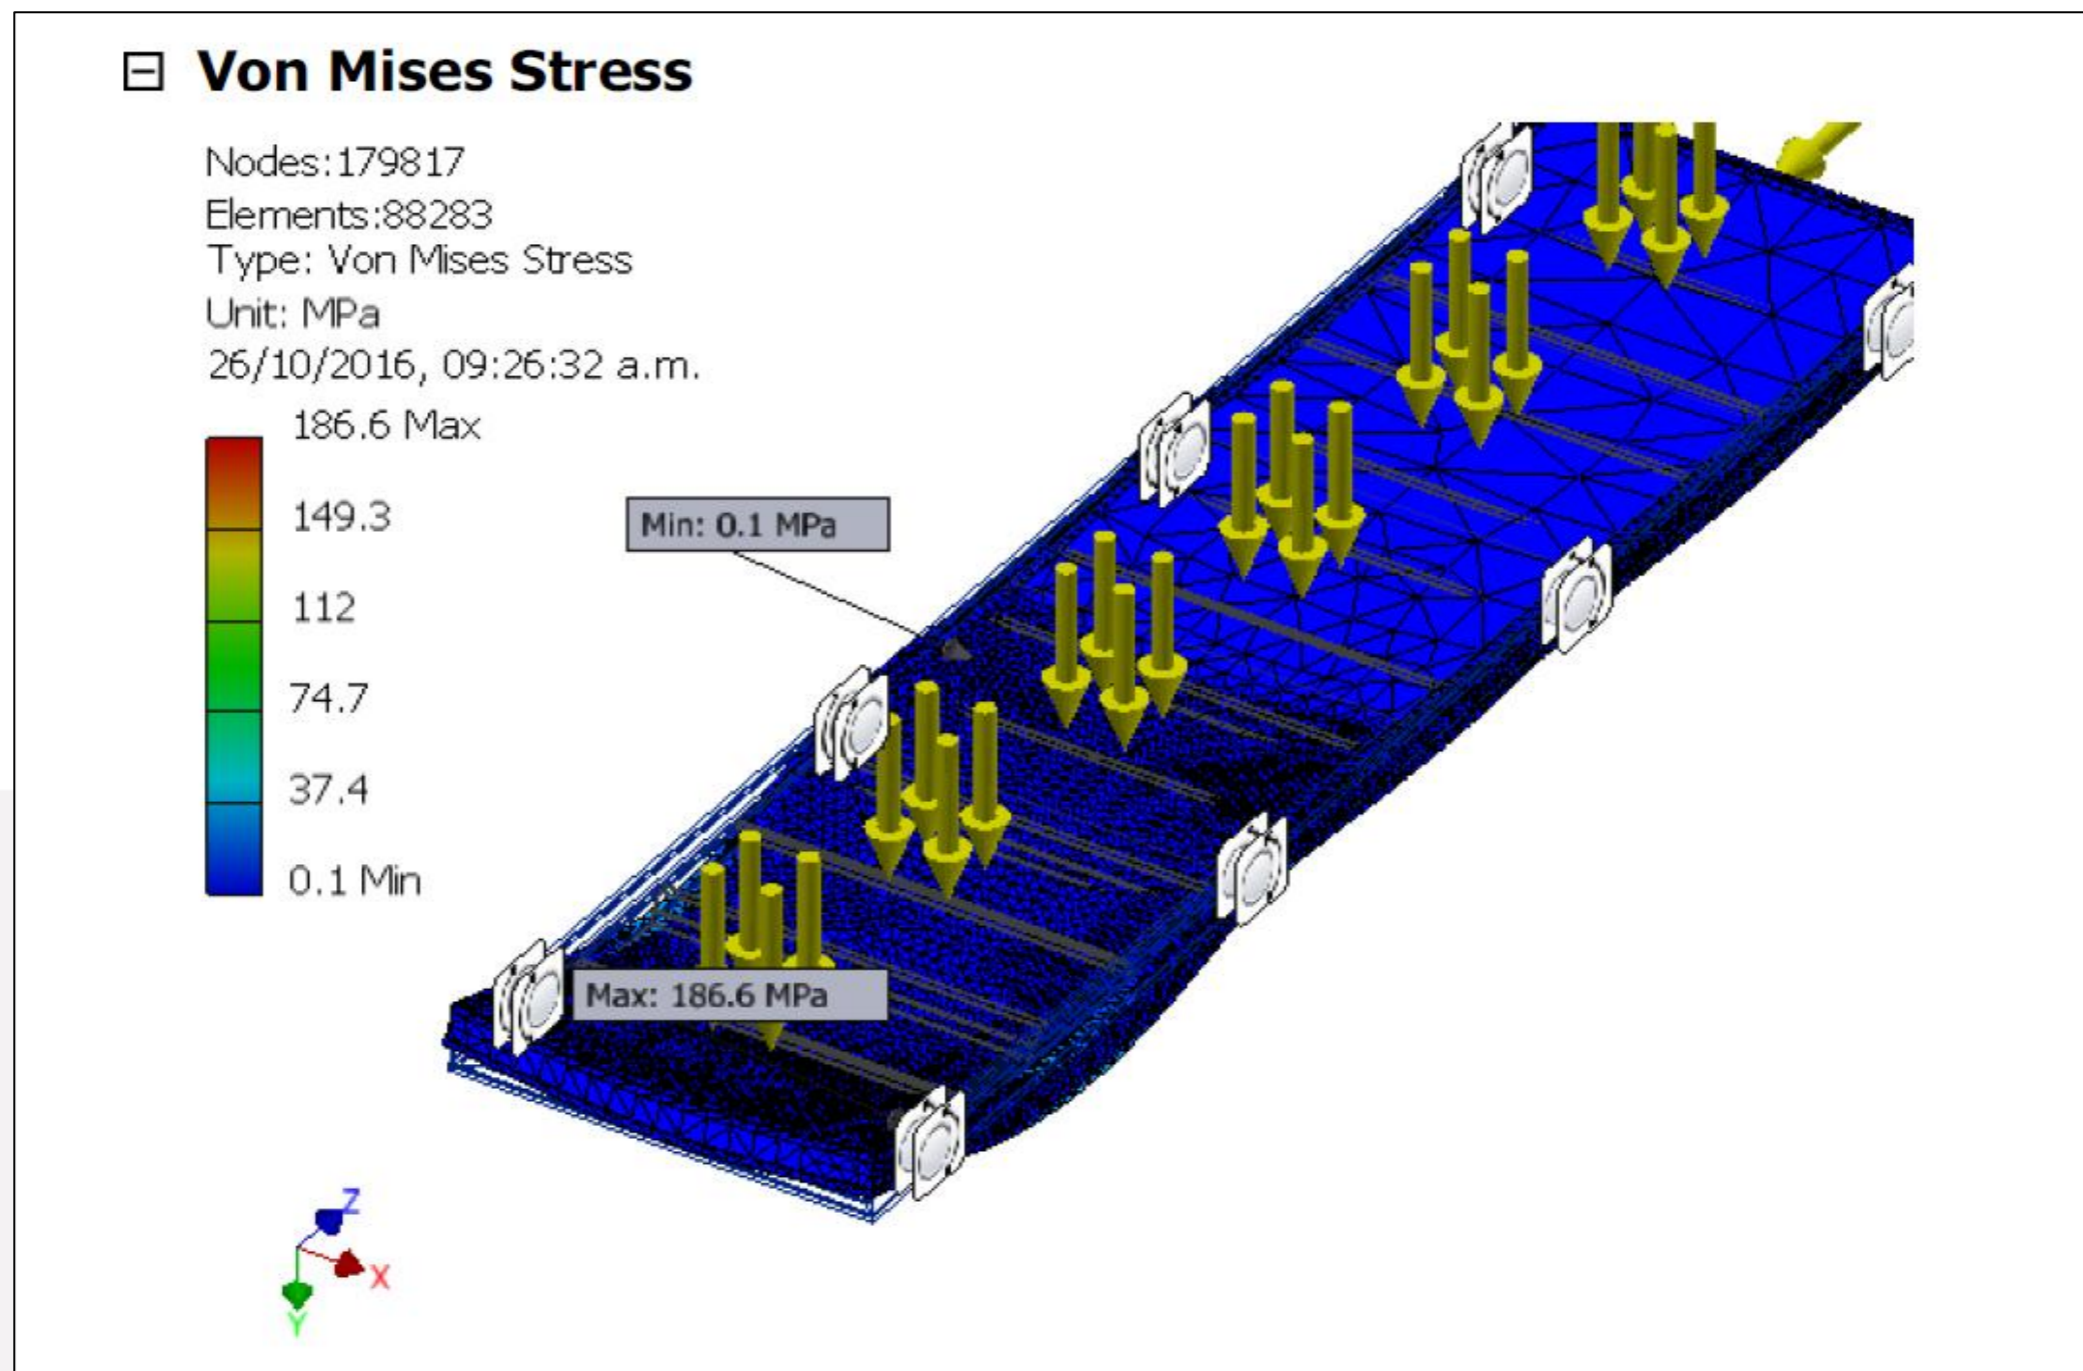 Von Mises Stress
Nodes:179817
Elements:88283
Type: Von Mises Stress
Unit: MPa
26/10/2016, 09:26:32 a.m.
186.6 Max
149.3
112
74.7
37.4
0.1 Min
Min: 0.1 MPa
Max: 186.6 MPa
Z
X
Y